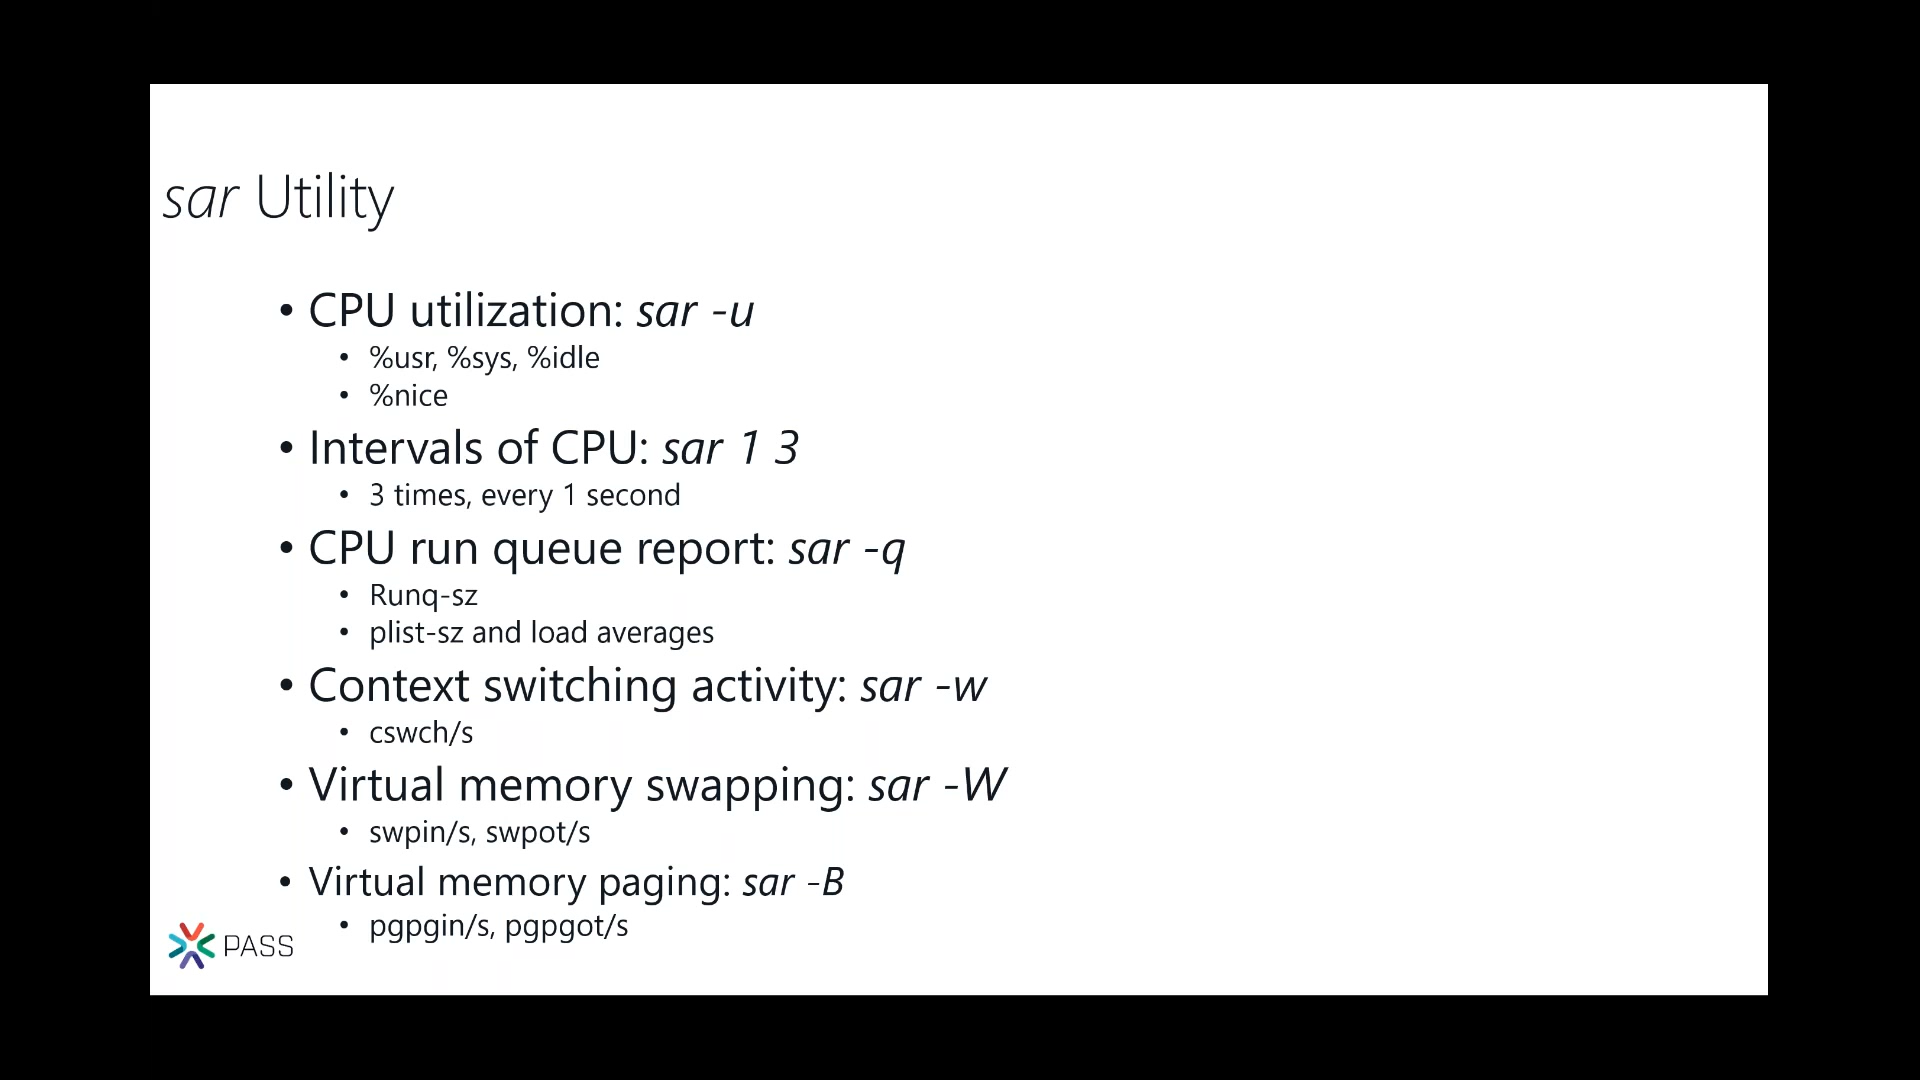 sar Utility
• CPU utilization: sar -u
• %usr, %sys, %idle
• %nice
• Intervals of CPU: sar 1 3
• 3 times, every 1 second
• CPU run queue report: sar -q
• Runq-sz
• plist-sz and load averages
• Context switching activity: sar -w
• cswch/s
• Virtual memory swapping: sar -W
• swpin/s, swpot/s
• Virtual memory paging: sar -B
• pgpgin/s, pgpgot/s
PASS